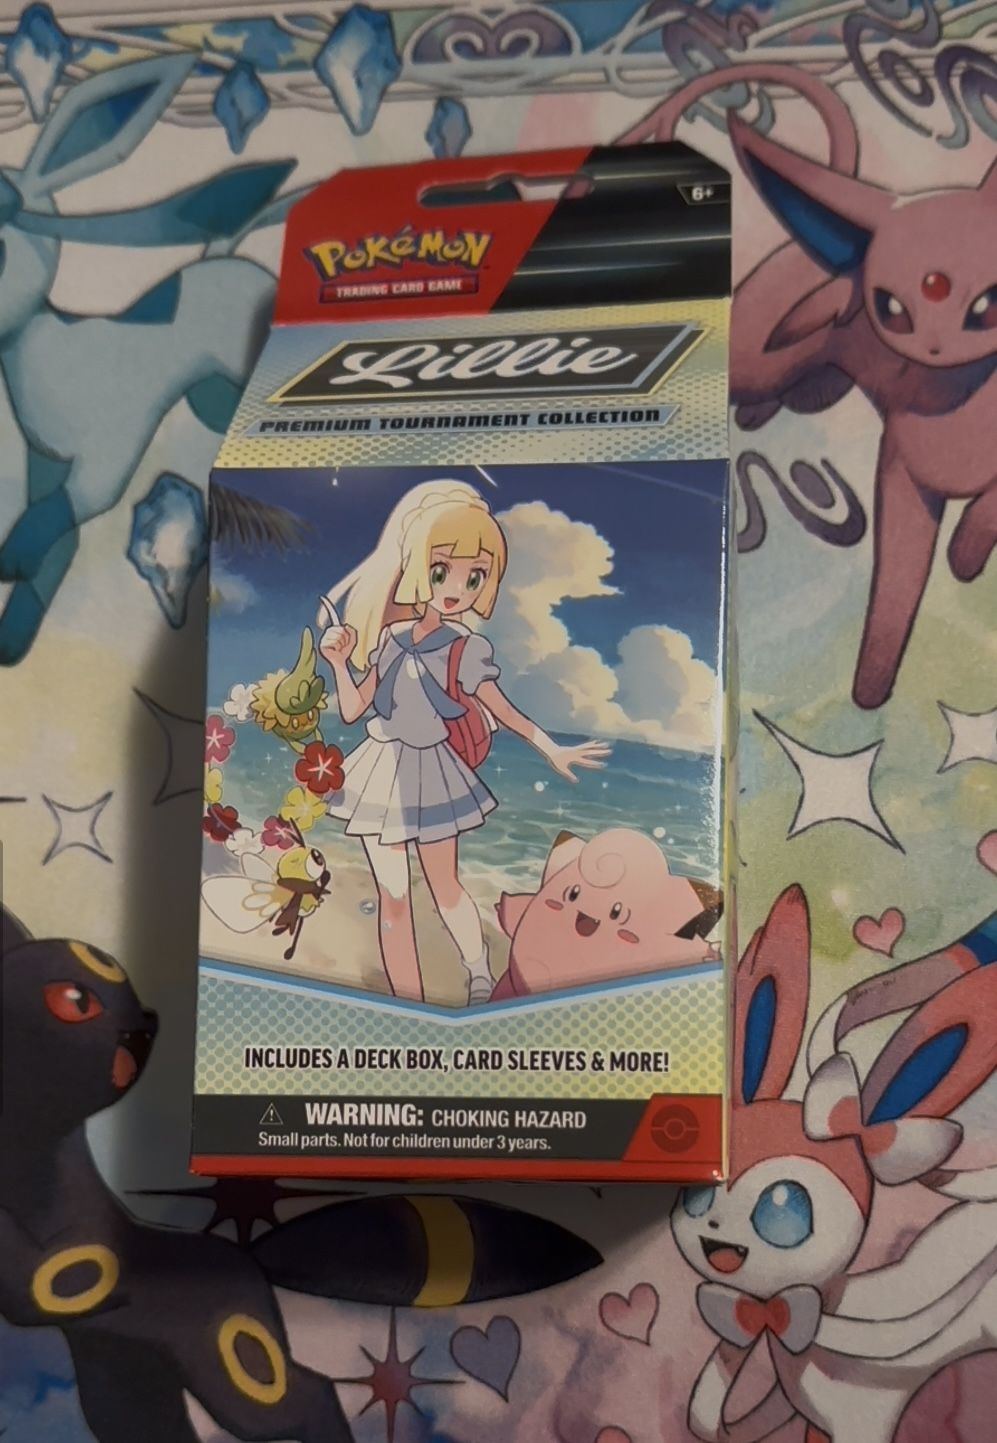 6+
POKéMON
TRADING CARD GAME
Lillie
PREMIUM TOURNAMENT COLLECTION
INCLUDES A DECK BOX, CARD SLEEVES & MORE!
WARNING: CHOKING HAZARD
Small parts. Not for children under 3 years.